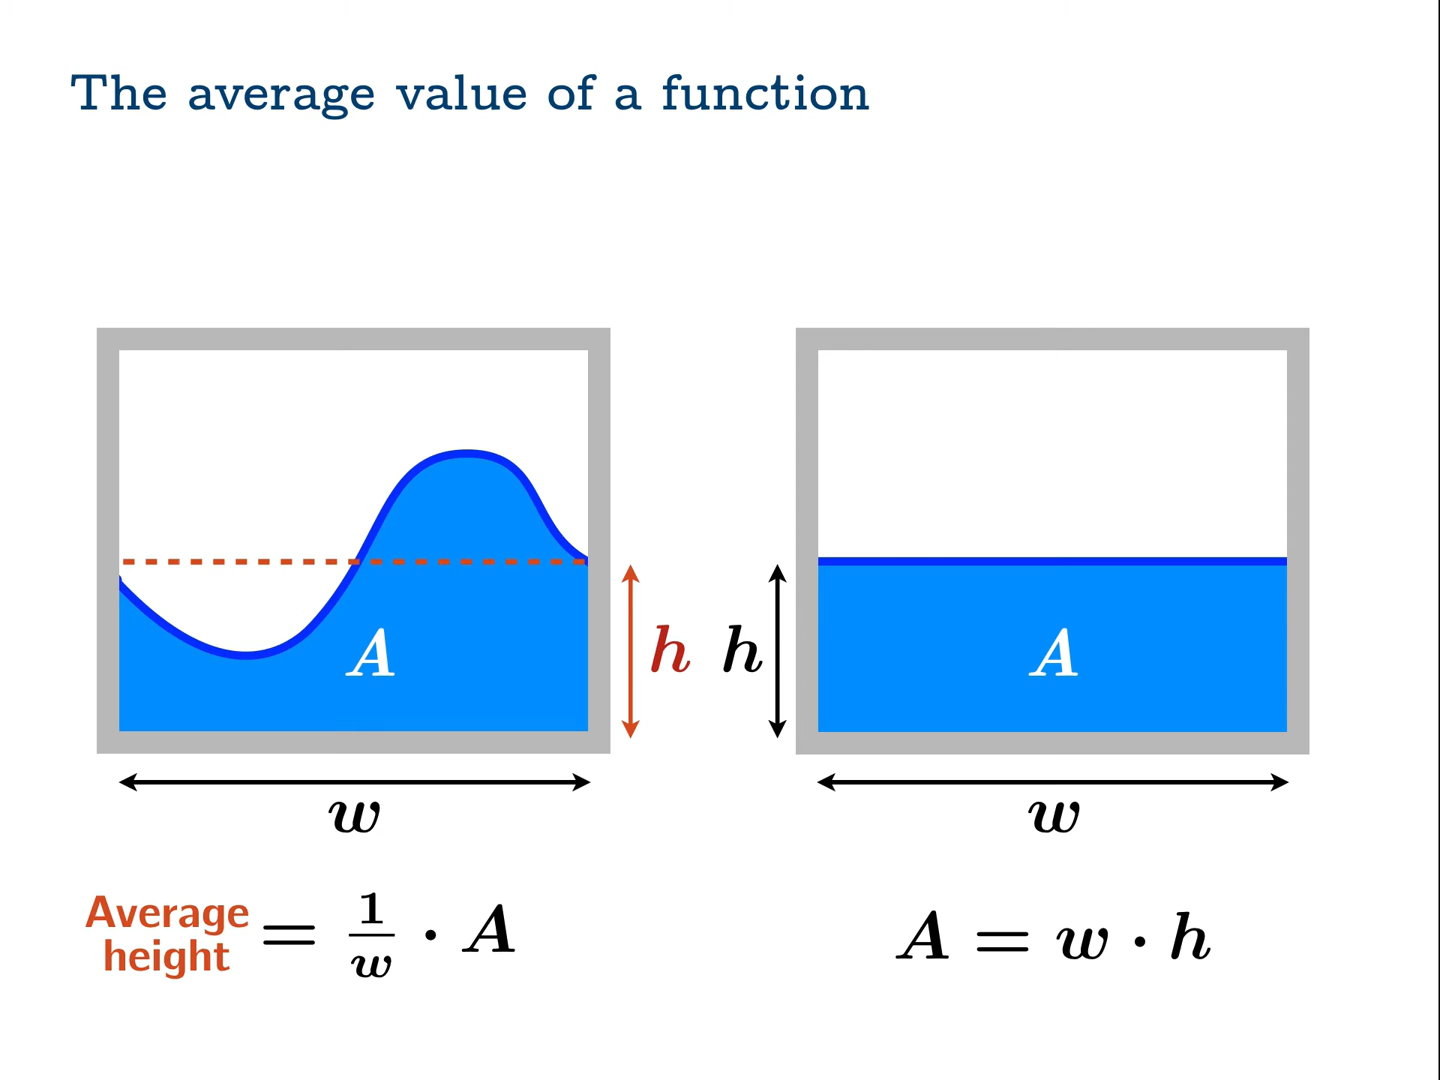 The average value of a function
A
h
h
A
w
w
Average
height = 1/w · A
A = w · h